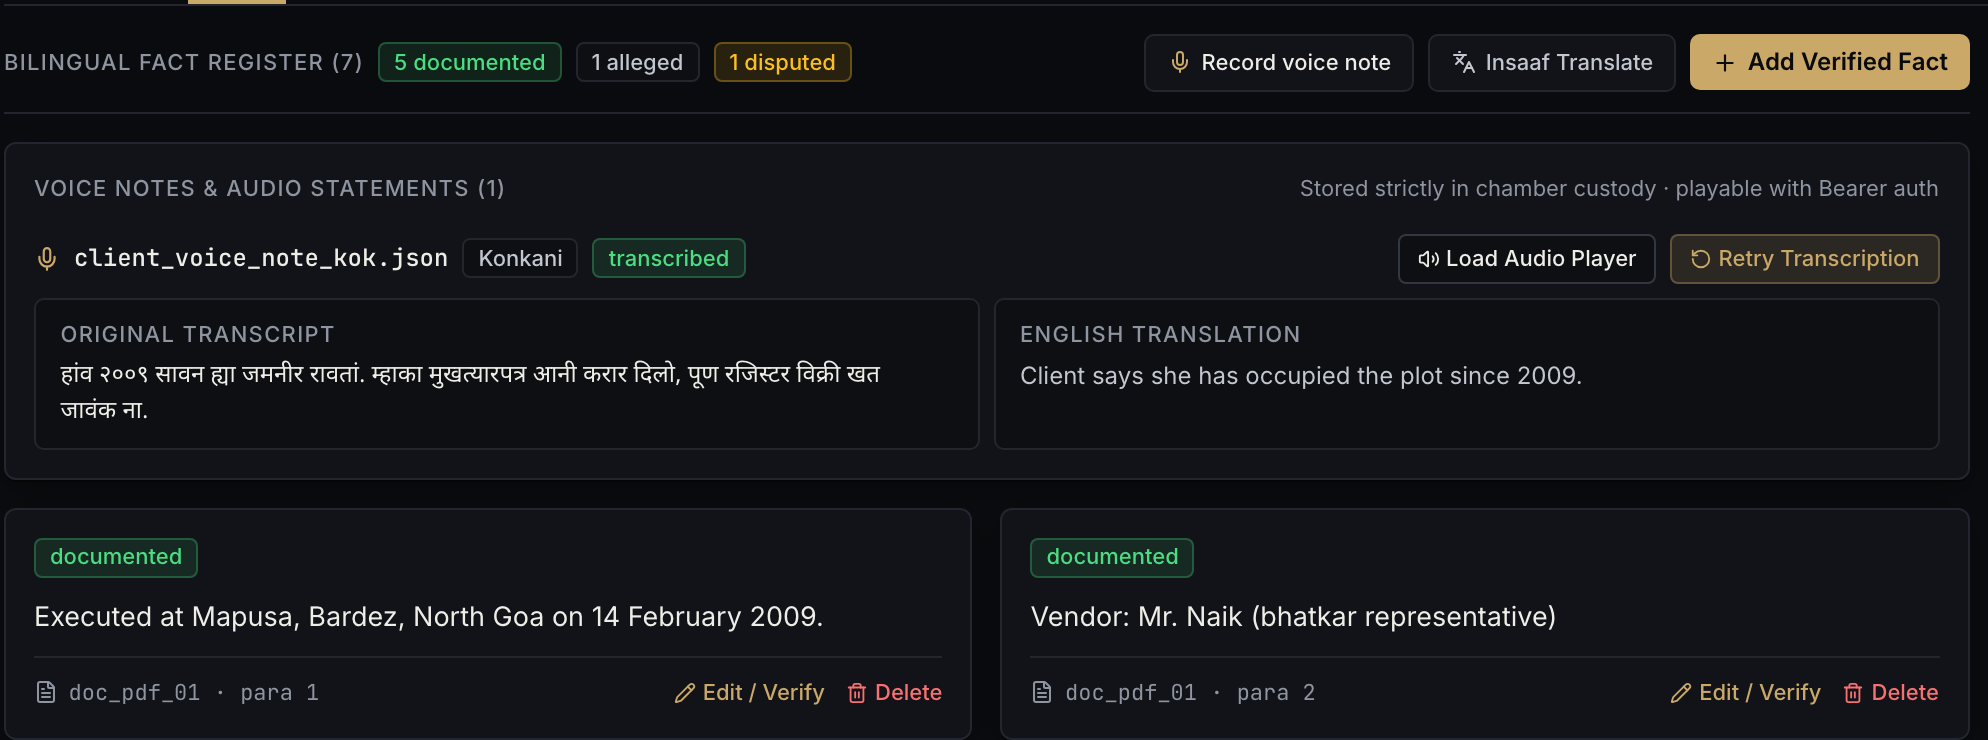 BILINGUAL FACT REGISTER (7) 5 documented 1 alleged 1 disputed Record voice note Insaaf Translate + Add Verified Fact
VOICE NOTES & AUDIO STATEMENTS (1) Stored strictly in chamber custody · playable with Bearer auth
client_voice_note_kok.json Konkani transcribed Load Audio Player Retry Transcription
ORIGINAL TRANSCRIPT
हांव २००९ सावन ह्या जमनीर रावतां. म्हाका मुखत्यारपत्र आनी करार दिलो, पूण रजिस्टर विक्री खत
जावंक ना.
ENGLISH TRANSLATION
Client says she has occupied the plot since 2009.
documented
Executed at Mapusa, Bardez, North Goa on 14 February 2009.
doc_pdf_01 · para 1 Edit / Verify Delete
documented
Vendor: Mr. Naik (bhatkar representative)
doc_pdf_01 · para 2 Edit / Verify Delete